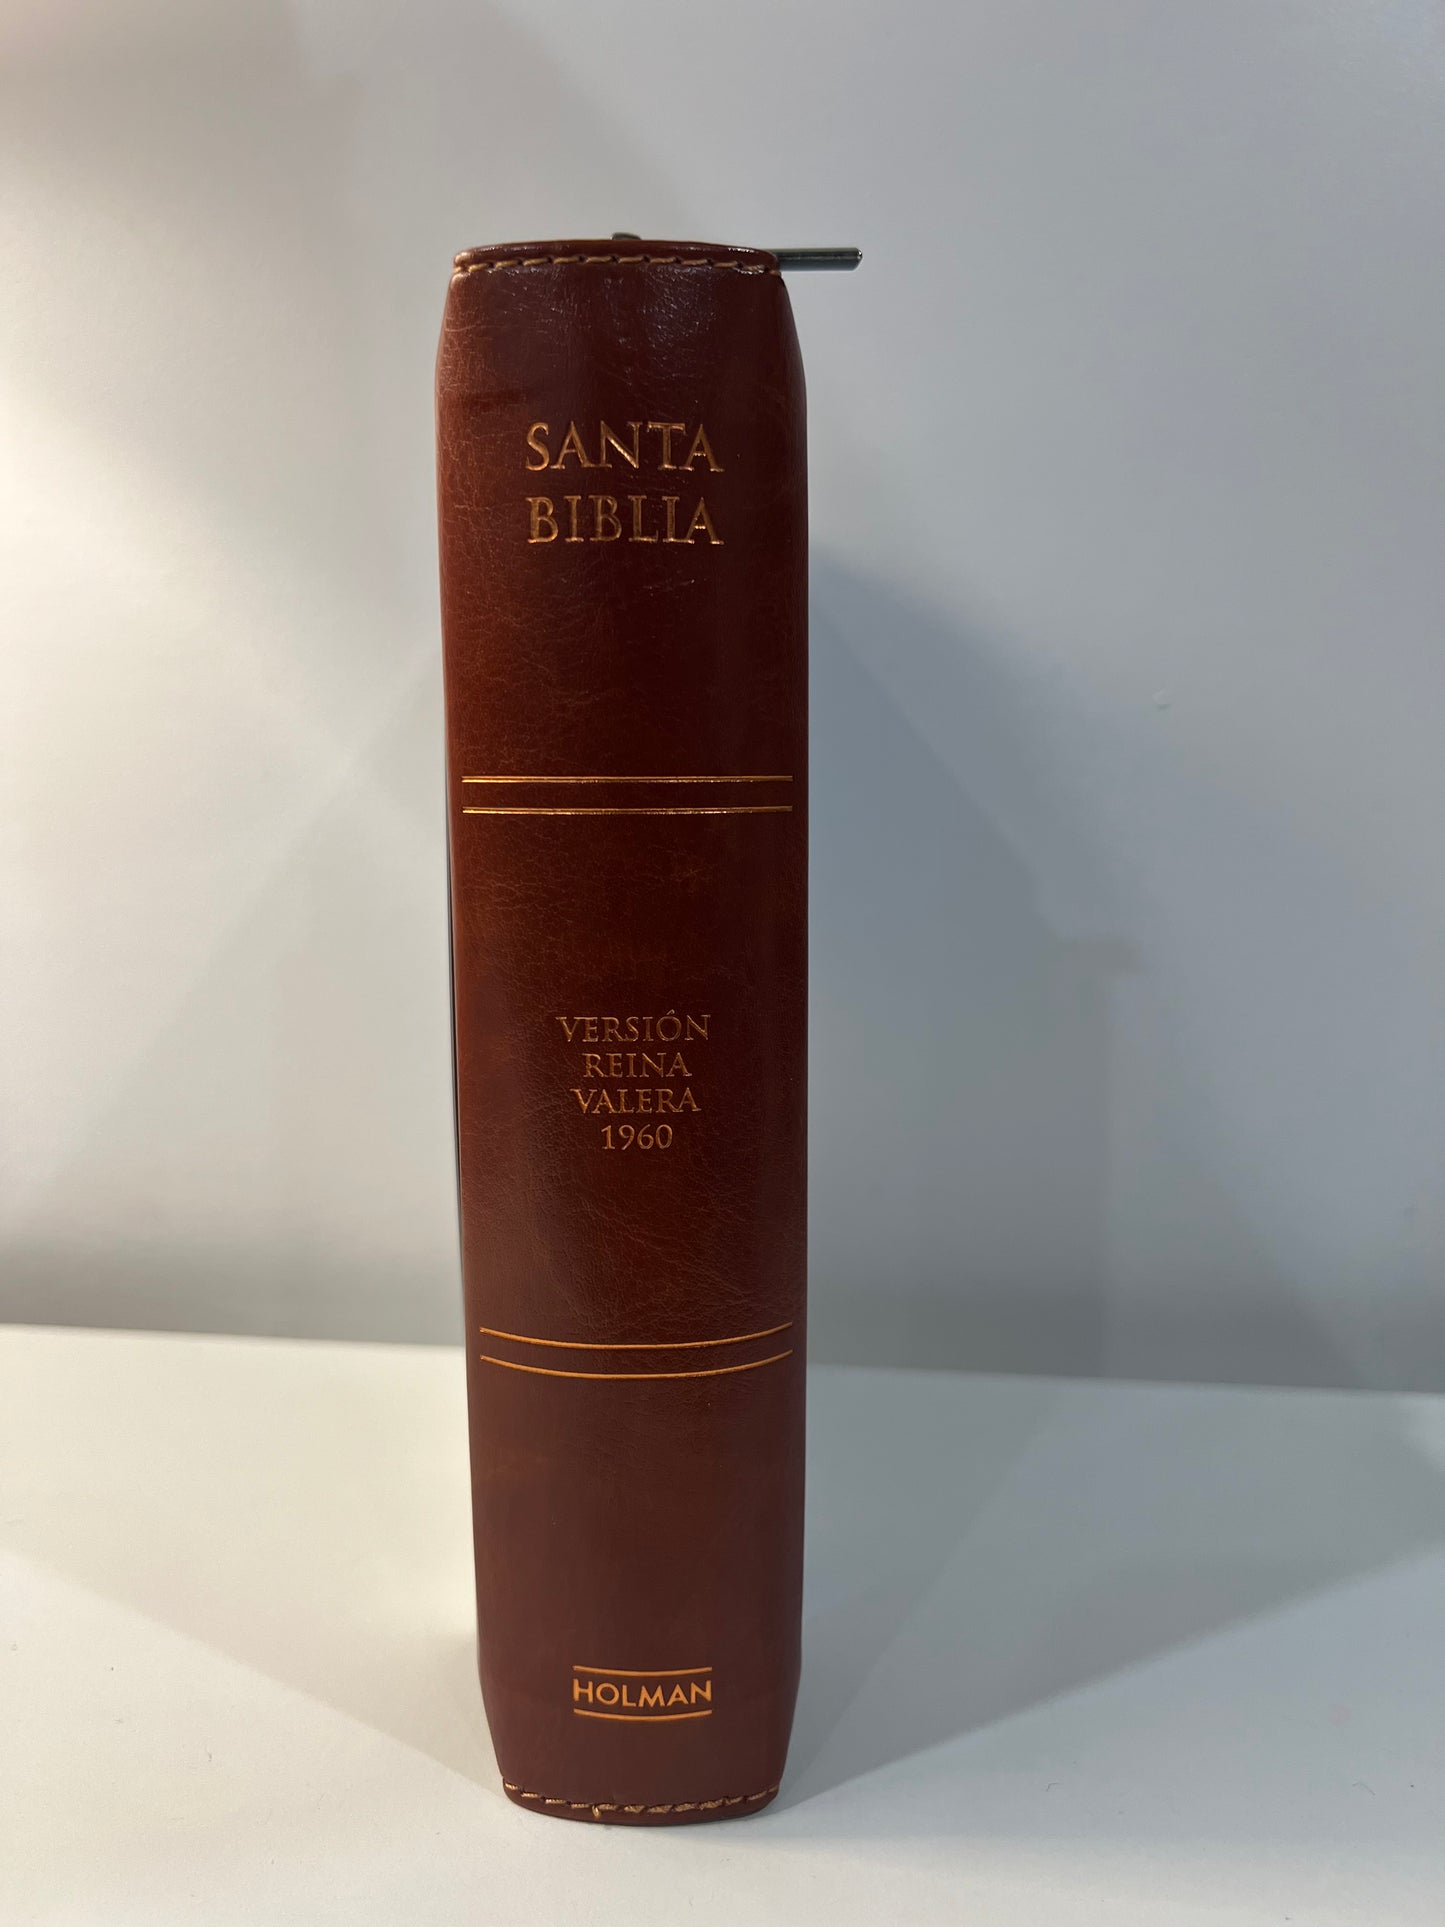 SANTA
BIBLIA
VERSIÓN
REINA
VALERA
1960
HOLMAN